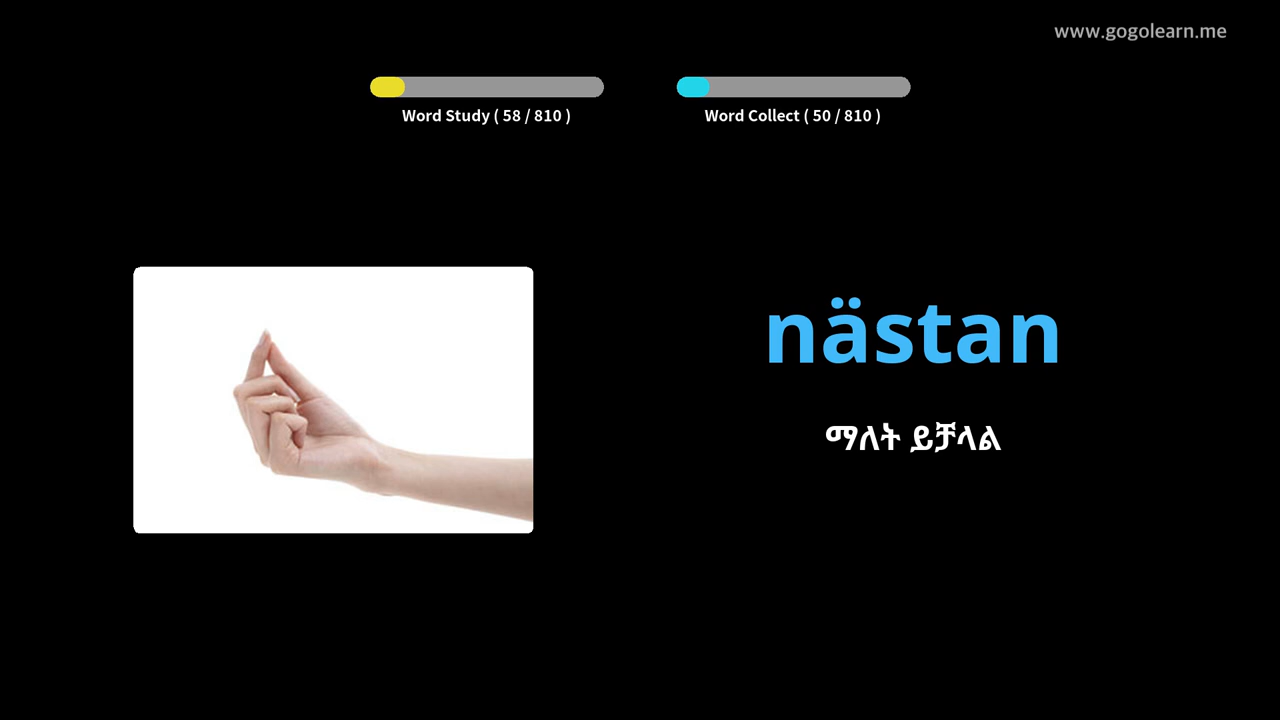 www.gogolearn.me
Word Study ( 58 / 810 )
Word Collect ( 50 / 810 )
nästan
ማለት ይቻላል